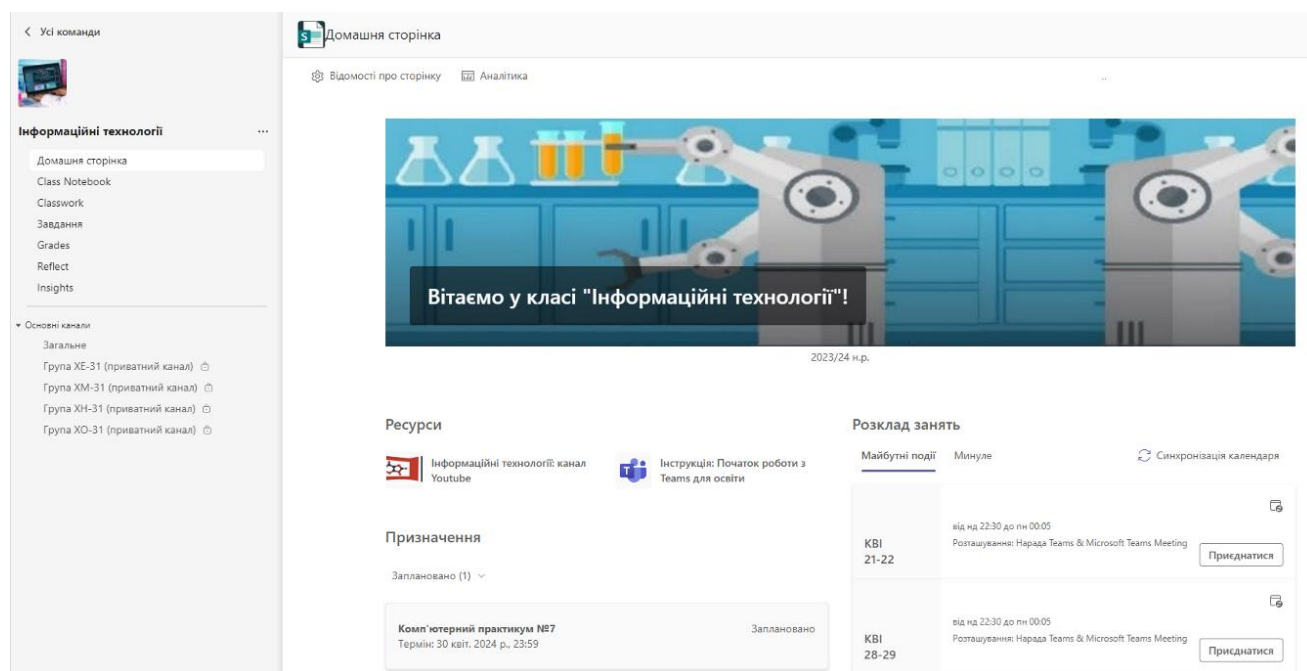 Усі команди
Інформаційні технології
Домашня сторінка
Class Notebook
Classwork
Завдання
Grades
Reflect
Insights
Основні канали
Загальне
Група ХЕ-31 (приватний канал)
Група ХМ-31 (приватний канал)
Група ХН-31 (приватний канал)
Група ХО-31 (приватний канал)
Домашня сторінка
Відомості про сторінку
Аналітика
Вітаємо у класі "Інформаційні технології"!
2023/24 н.р.
Ресурси
Інформаційні технології: канал
Youtube
Інструкція: Початок роботи з
Teams для освіти
Призначення
Заплановано (1)
Комп'ютерний практикум №7
Заплановано
Термін: 30 квіт. 2024 р., 23:59
Розклад занять
Майбутні події
Минуле
Синхронізація календаря
КВІ
21-22
від нд 22:30 до пн 00:05
Розташування: Нарада Teams & Microsoft Teams Meeting
Приєднатися
КВІ
28-29
від нд 22:30 до пн 00:05
Розташування: Нарада Teams & Microsoft Teams Meeting
Приєднатися